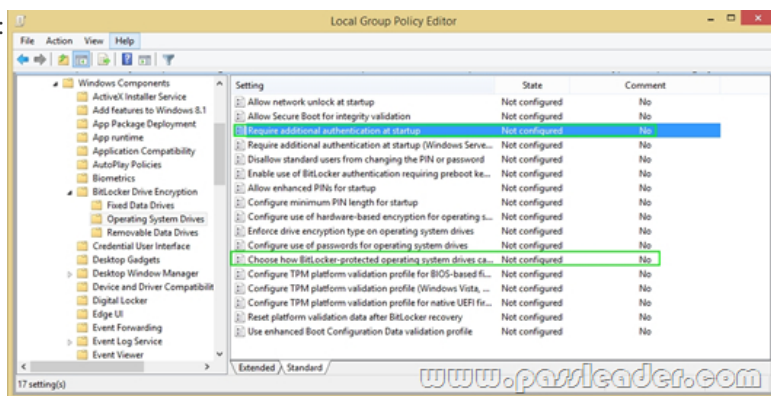 :
Local Group Policy Editor
File Action View Help
Windows Components
ActiveX Installer Service
Add features to Windows 8.1
App Package Deployment
App runtime
Application Compatibility
AutoPlay Policies
Biometrics
BitLocker Drive Encryption
Fixed Data Drives
Operating System Drives
Removable Data Drives
Credential User Interface
Desktop Gadgets
Desktop Window Manager
Device and Driver Compatibilit
Digital Locker
Edge UI
Event Forwarding
Event Log Service
Event Viewer
Setting State Comment
Allow network unlock at startup Not configured No
Allow Secure Boot for integrity validation Not configured No
Require additional authentication at startup Not configured No
Require additional authentication at startup (Windows Serve... Not configured No
Disallow standard users from changing the PIN or password Not configured No
Enable use of BitLocker authentication requiring preboot ke... Not configured No
Allow enhanced PINs for startup Not configured No
Configure minimum PIN length for startup Not configured No
Configure use of hardware-based encryption for operating s... Not configured No
Enforce drive encryption type on operating system drives Not configured No
Configure use of passwords for operating system drives Not configured No
Choose how BitLocker-protected operating system drives ca... Not configured No
Configure TPM platform validation profile for BIOS-based fi... Not configured No
Configure TPM platform validation profile (Windows Vista, ... Not configured No
Configure TPM platform validation profile for native UEFI fir... Not configured No
Reset platform validation data after BitLocker recovery Not configured No
Use enhanced Boot Configuration Data validation profile Not configured No
Extended Standard
17 setting(s)
www.passleader.com